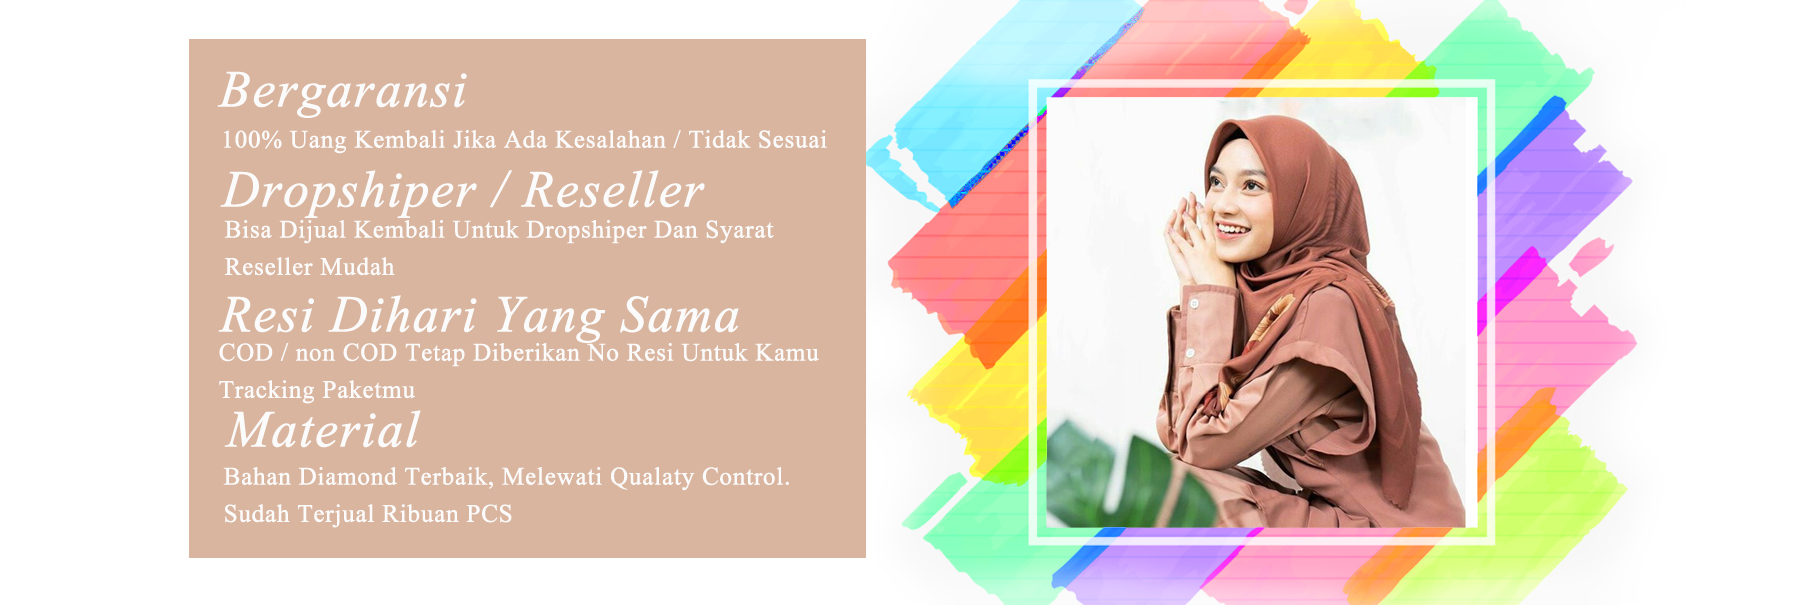 Bergaransi
100% Uang Kembali Jika Ada Kesalahan / Tidak Sesuai
Dropshiper / Reseller
Bisa Dijual Kembali Untuk Dropshiper Dan Syarat
Reseller Mudah
Resi Dihari Yang Sama
COD / non COD Tetap Diberikan No Resi Untuk Kamu
Tracking Paketmu
Material
Bahan Diamond Terbaik, Melewati Qualaty Control.
Sudah Terjual Ribuan PCS